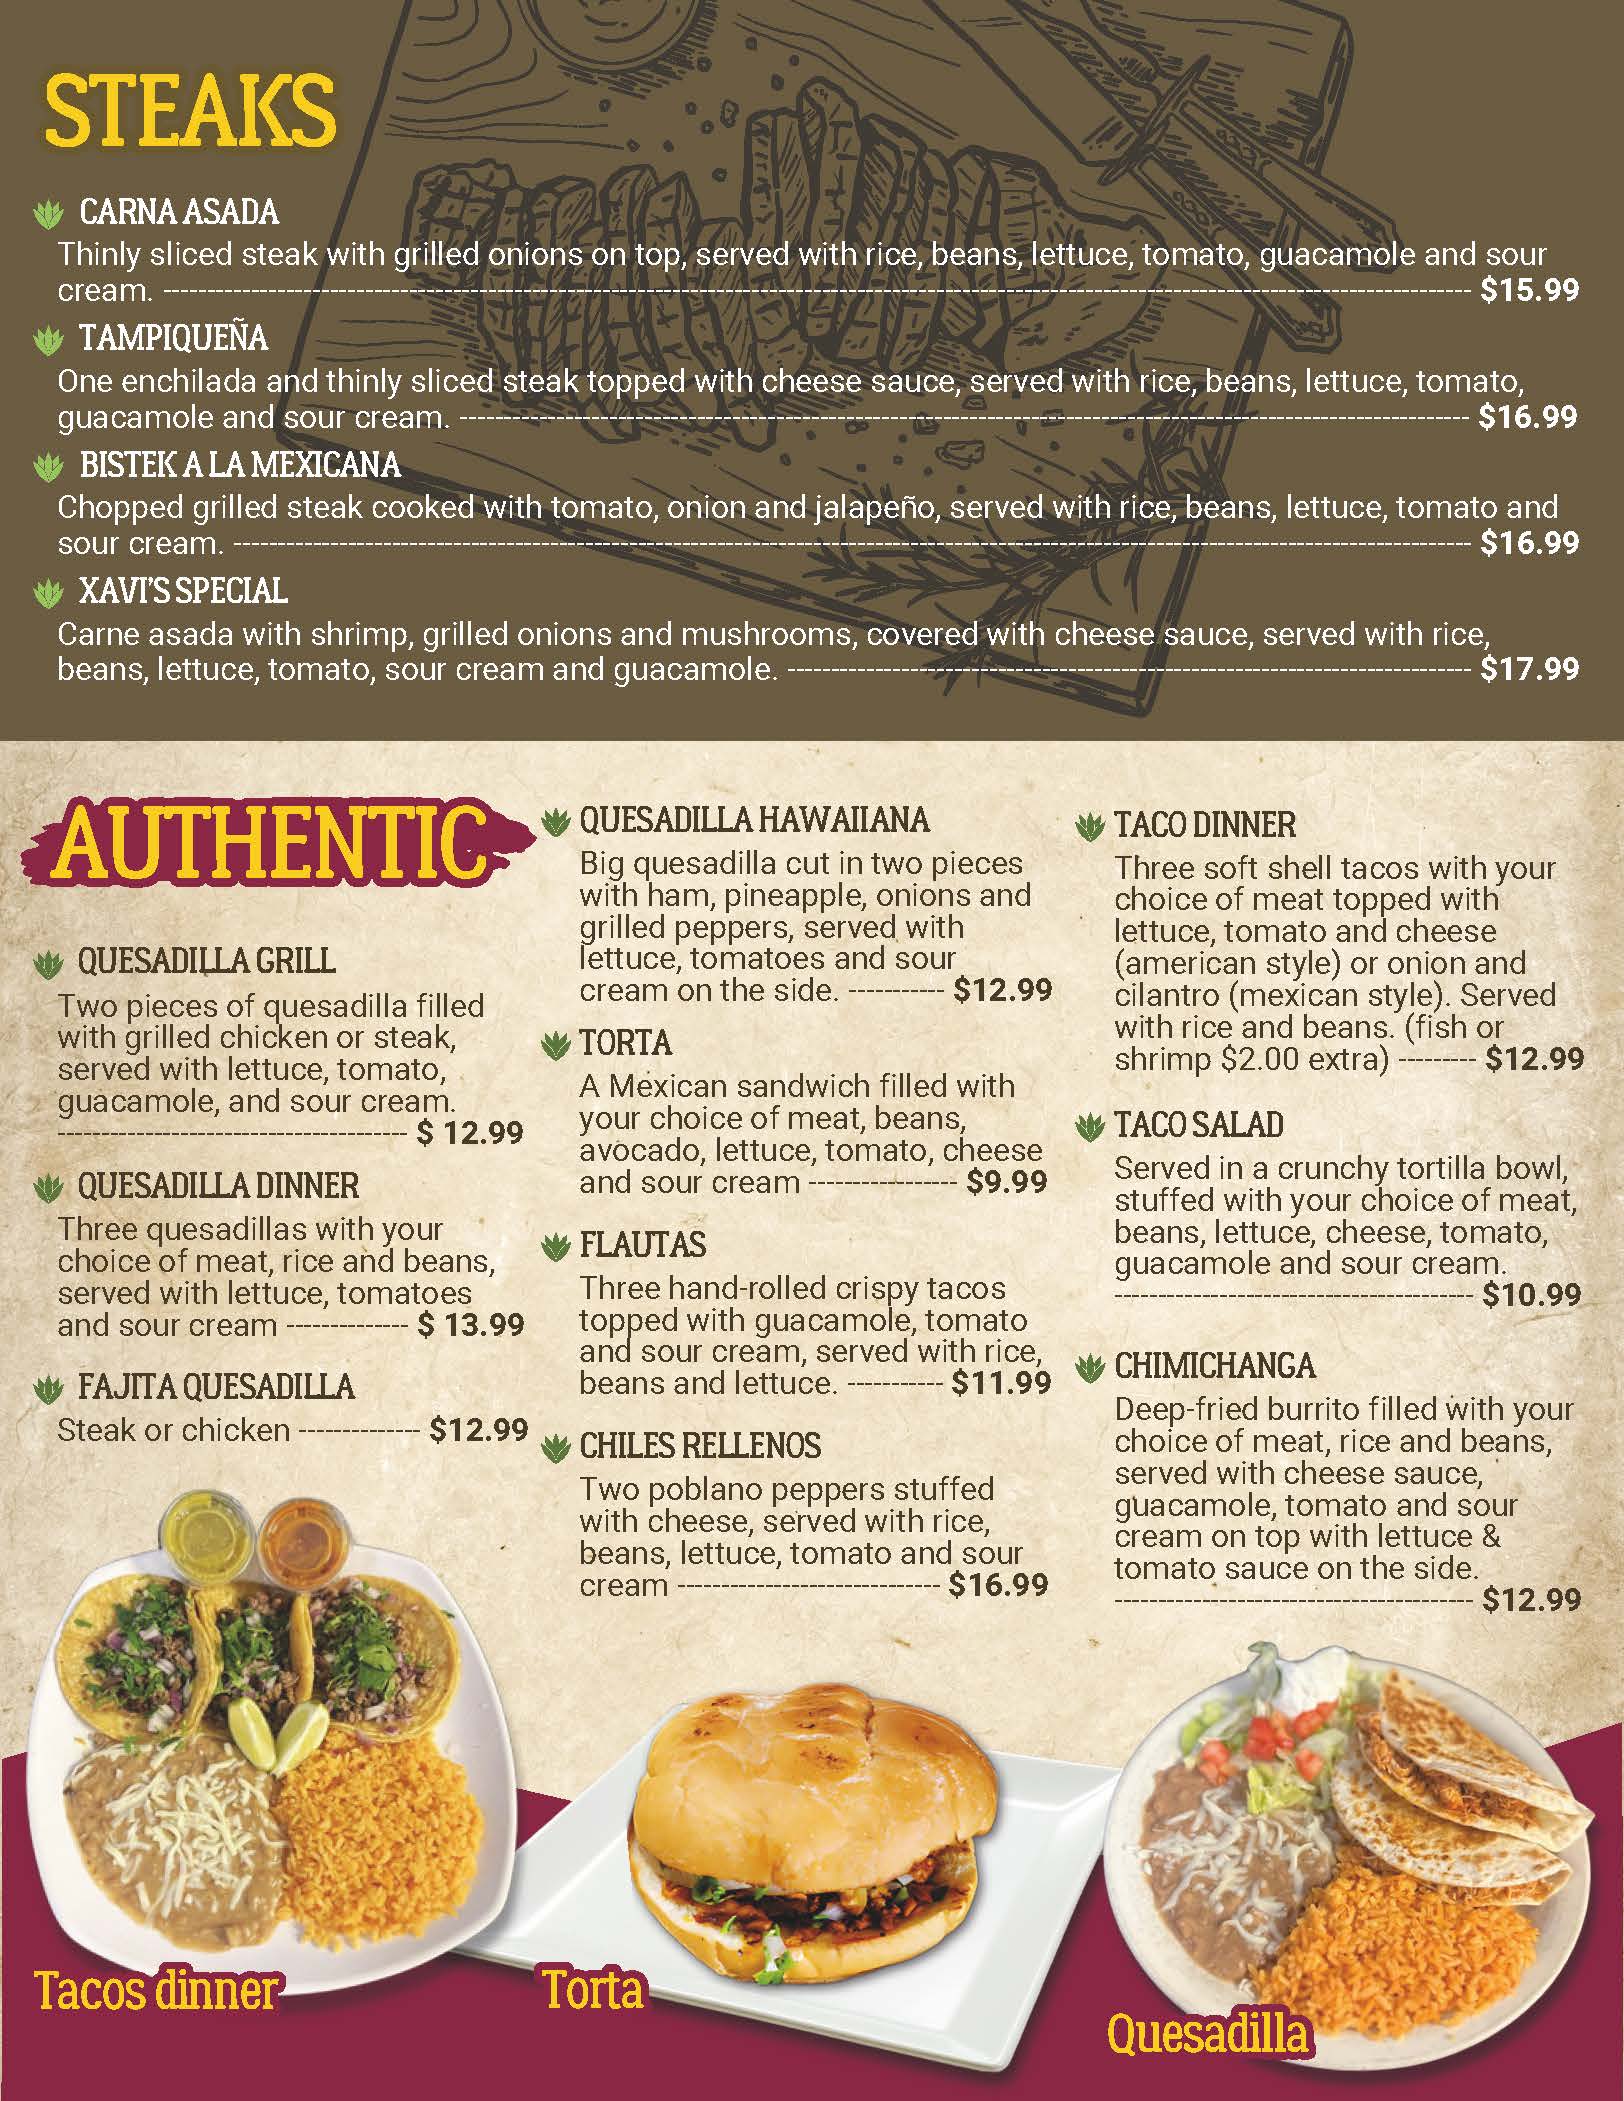 STEAKS
CARNA ASADA
Thinly sliced steak with grilled onions on top, served with rice, beans, lettuce, tomato, guacamole and sour
cream. $15.99
TAMPIQUEÑA
One enchilada and thinly sliced steak topped with cheese sauce, served with rice, beans, lettuce, tomato,
guacamole and sour cream. $16.99
BISTEK A LA MEXICANA
Chopped grilled steak cooked with tomato, onion and jalapeño, served with rice, beans, lettuce, tomato and
sour cream. $16.99
XAVI'S SPECIAL
Carne asada with shrimp, grilled onions and mushrooms, covered with cheese sauce, served with rice,
beans, lettuce, tomato, sour cream and guacamole. $17.99
AUTHENTIC
QUESADILLA GRILL
Two pieces of quesadilla filled
with grilled chicken or steak,
served with lettuce, tomato,
guacamole, and sour cream.
$ 12.99
QUESADILLA DINNER
Three quesadillas with your
choice of meat, rice and beans,
served with lettuce, tomatoes
and sour cream $ 13.99
FAJITA QUESADILLA
Steak or chicken $12.99
QUESADILLA HAWAIIANA
Big quesadilla cut in two pieces
with ham, pineapple, onions and
grilled peppers, served with
lettuce, tomatoes and sour
cream on the side. $12.99
TORTA
A Mexican sandwich filled with
your choice of meat, beans,
avocado, lettuce, tomato, cheese
and sour cream $9.99
FLAUTAS
Three hand-rolled crispy tacos
topped with guacamole, tomato
and sour cream, served with rice,
beans and lettuce. $11.99
CHILES RELLENOS
Two poblano peppers stuffed
with cheese, served with rice,
beans, lettuce, tomato and sour
cream $16.99
TACO DINNER
Three soft shell tacos with your
choice of meat topped with
lettuce, tomato and cheese
(american style) or onion and
cilantro (mexican style). Served
with rice and beans. (fish or
shrimp $2.00 extra) $12.99
TACO SALAD
Served in a crunchy tortilla bowl,
stuffed with your choice of meat,
beans, lettuce, cheese, tomato,
guacamole and sour cream.
$10.99
CHIMICHANGA
Deep-fried burrito filled with your
choice of meat, rice and beans,
served with cheese sauce,
guacamole, tomato and sour
cream on top with lettuce &
tomato sauce on the side.
$12.99
Tacos dinner
Torta
Quesadilla